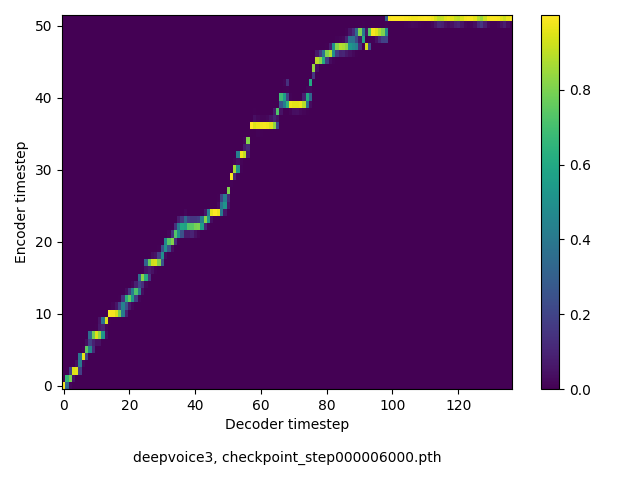 50
40
30
20
10
0
Encoder timestep
0 20 40 60 80 100 120
Decoder timestep
0.8
0.6
0.4
0.2
0.0
deepvoice3, checkpoint_step000006000.pth